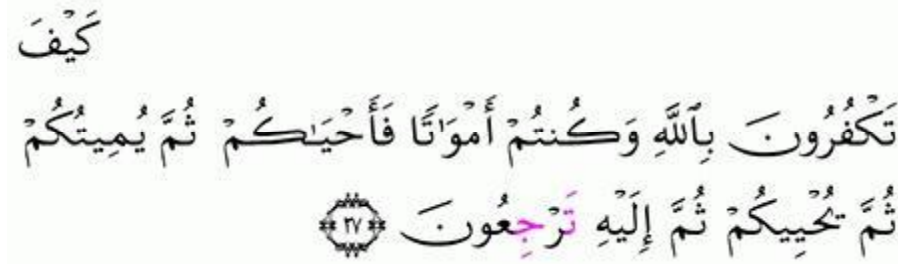 كَيْفَ
تَكْفُرُونَ بِٱللَّهِ وَكُنتُمْ أَمْوَٰتًا فَأَحْيَـٰكُمْ ثُمَّ يُمِيتُكُمْ
ثُمَّ يُحْيِيكُمْ ثُمَّ إِلَيْهِ تَرْجِعُونَ ٢٧